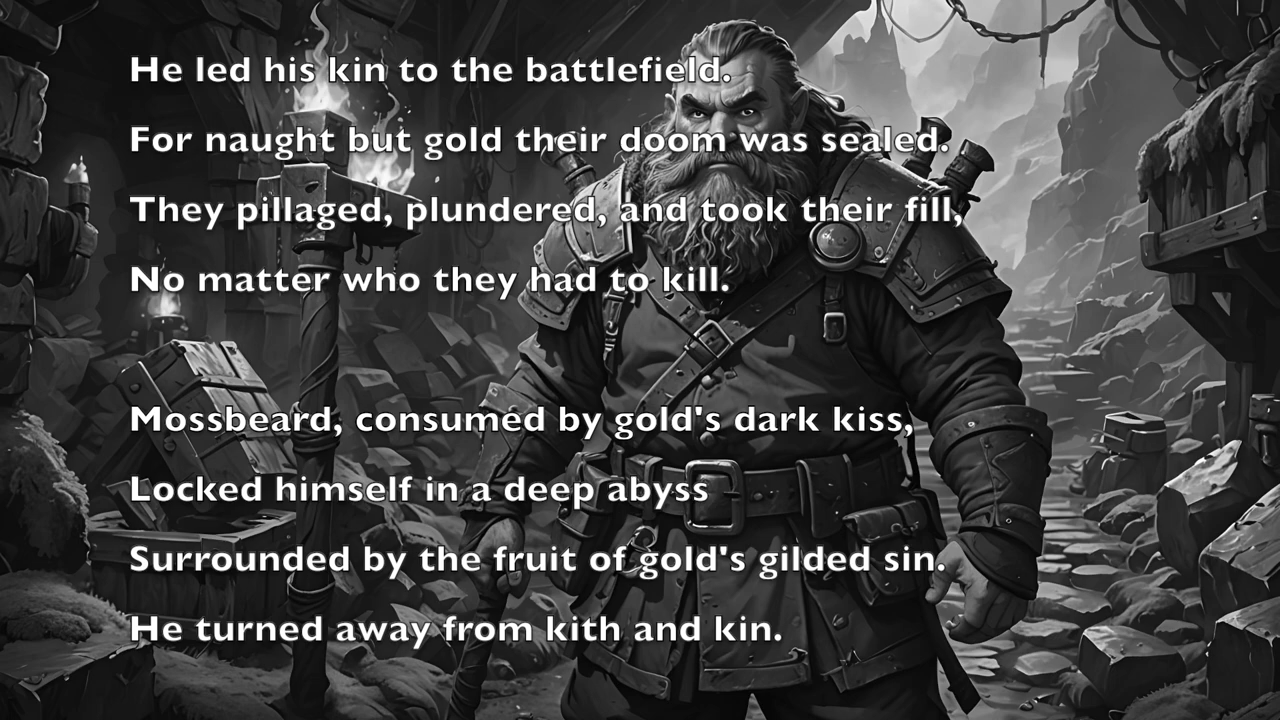 He led his kin to the battlefield.
For naught but gold their doom was sealed.
They pillaged, plundered, and took their fill,
No matter who they had to kill.
Mossbeard, consumed by gold's dark kiss,
Locked himself in a deep abyss
Surrounded by the fruit of gold's gilded sin.
He turned away from kith and kin.